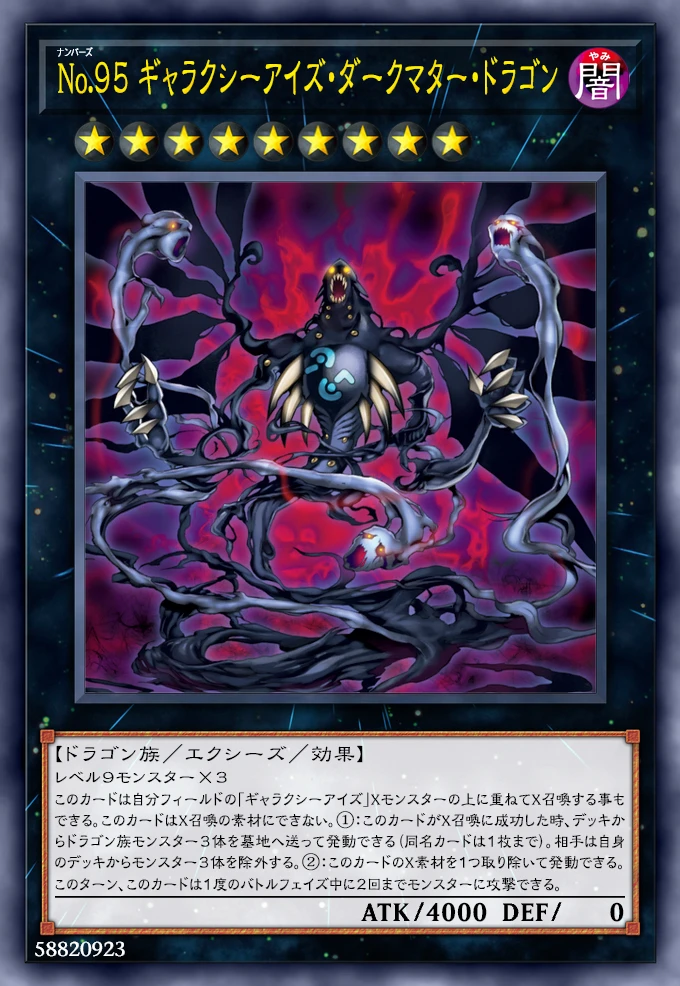 ナンバーズ
No.95 ギャラクシーアイズ・ダークマター・ドラゴン
やみ
闇
【ドラゴン族／エクシーズ／効果】
レベル９モンスター×３
このカードは自分フィールドの「ギャラクシーアイズ」Xモンスターの上に重ねてX召喚する事も
できる。このカードはX召喚の素材にできない。①：このカードがX召喚に成功した時、デッキか
らドラゴン族モンスター３体を墓地へ送って発動できる（同名カードは１枚まで）。相手は自身
のデッキからモンスター３体を除外する。②：このカードのX素材を１つ取り除いて発動できる。
このターン、このカードは１度のバトルフェイズ中に２回までモンスターに攻撃できる。
ATK/4000 DEF/ 0
58820923